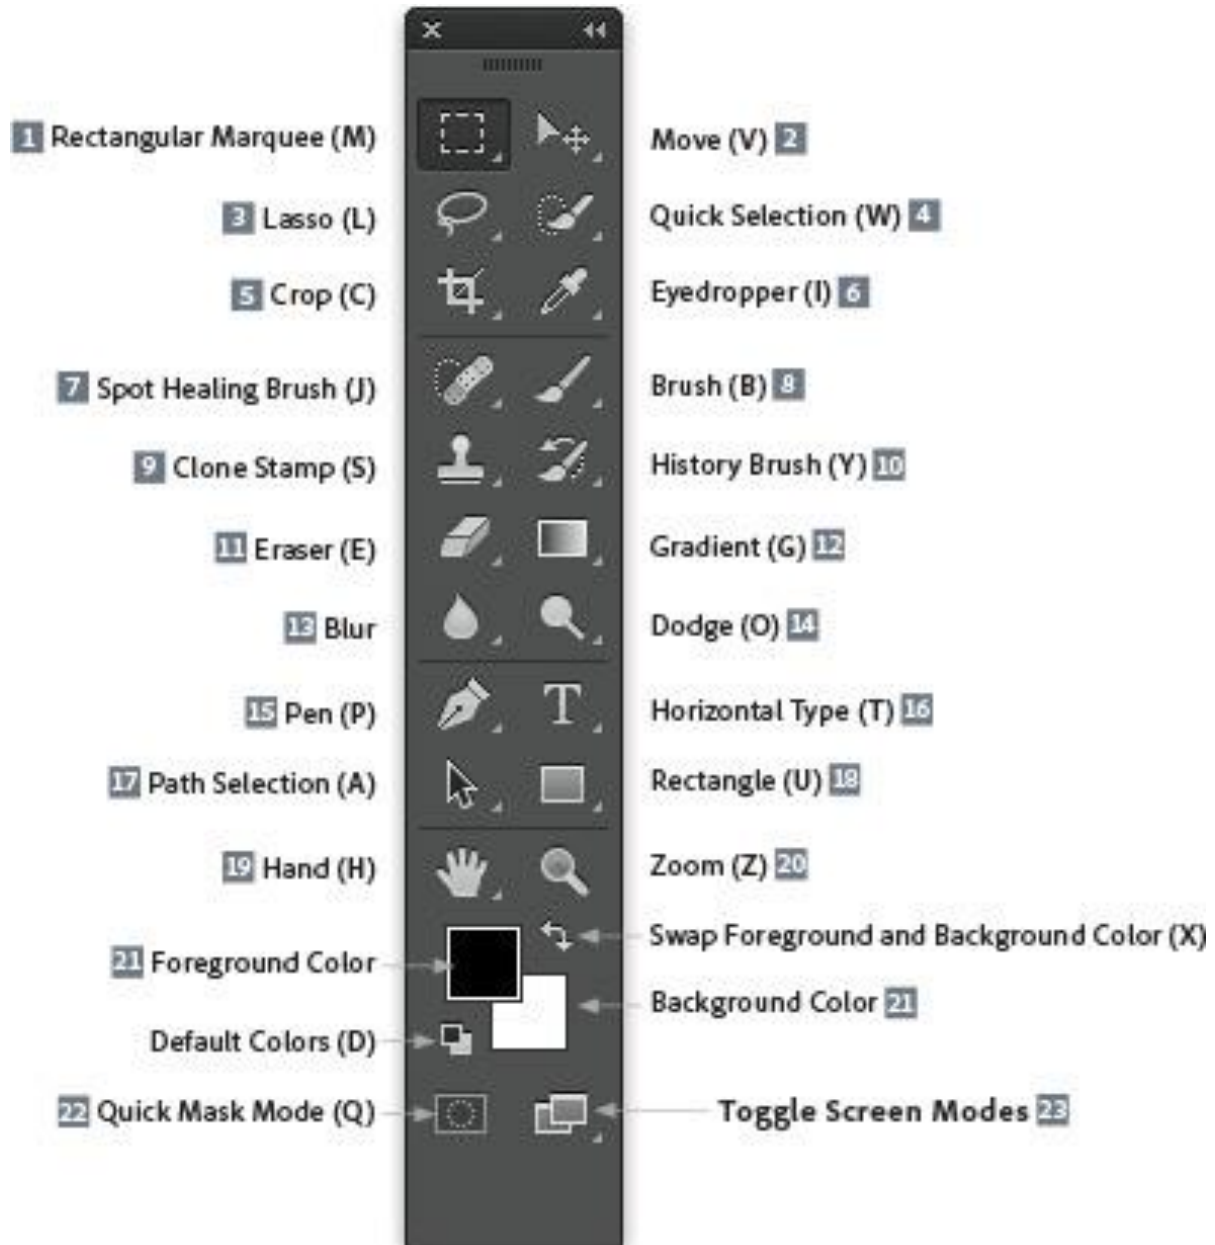 1 Rectangular Marquee (M)
Move (V) 2
3 Lasso (L)
Quick Selection (W) 4
5 Crop (C)
Eyedropper (I) 6
7 Spot Healing Brush (J)
Brush (B) 8
9 Clone Stamp (S)
History Brush (Y) 10
11 Eraser (E)
Gradient (G) 12
13 Blur
Dodge (O) 14
15 Pen (P)
T
Horizontal Type (T) 16
17 Path Selection (A)
Rectangle (U) 18
19 Hand (H)
Zoom (Z) 20
Swap Foreground and Background Color (X)
21 Foreground Color
Background Color 21
Default Colors (D)
22 Quick Mask Mode (Q)
Toggle Screen Modes 23